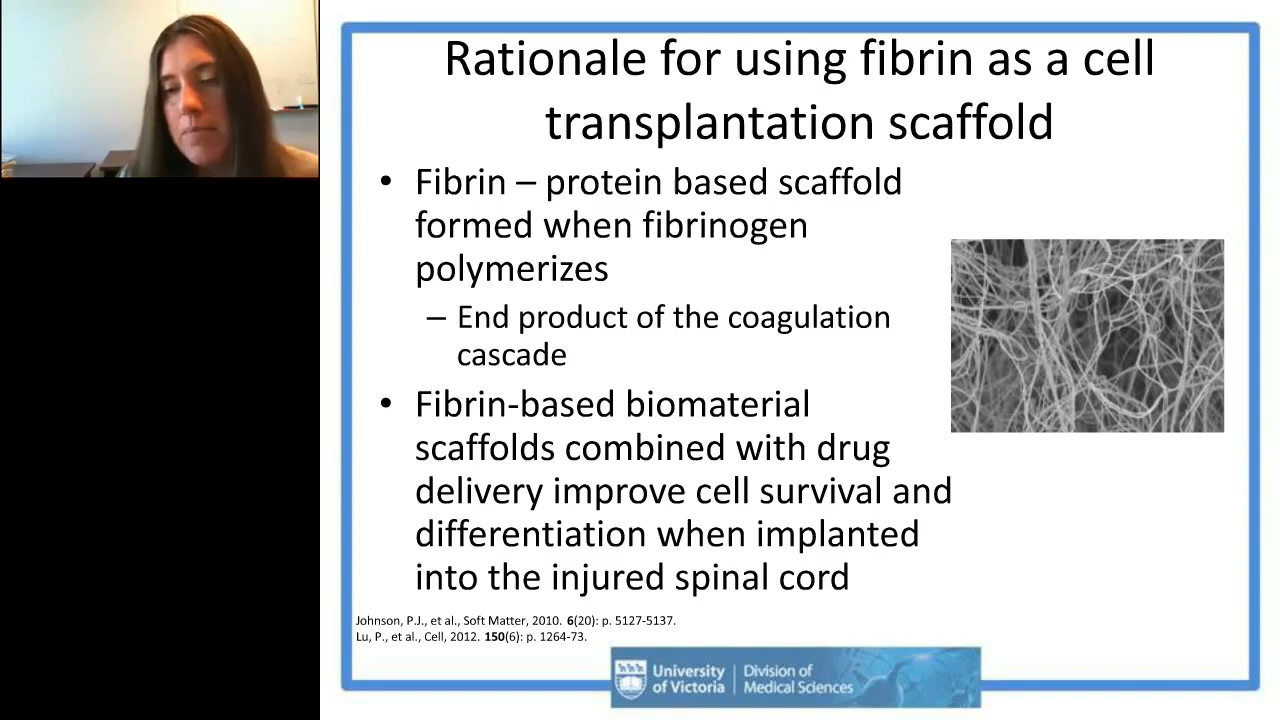 Rationale for using fibrin as a cell
transplantation scaffold
• Fibrin – protein based scaffold
formed when fibrinogen
polymerizes
– End product of the coagulation
cascade
• Fibrin-based biomaterial
scaffolds combined with drug
delivery improve cell survival and
differentiation when implanted
into the injured spinal cord
Johnson, P.J., et al., Soft Matter, 2010. 6(20): p. 5127-5137.
Lu, P., et al., Cell, 2012. 150(6): p. 1264-73.
University
of Victoria
Division of
Medical Sciences